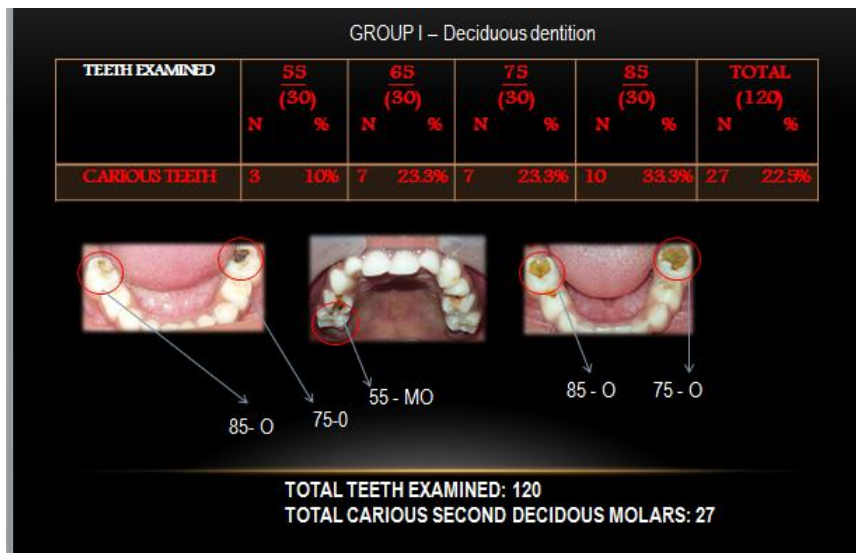 GROUP I – Deciduous dentition
TEETH EXAMINED 55 65 75 85 TOTAL
(30) (30) (30) (30) (120)
N % N % N % N % N %
CARIOUS TEETH 3 10% 7 23.3% 7 23.3% 10 33.3% 27 22.5%
55 - MO
85 - O 75 - O
85- O 75-0
TOTAL TEETH EXAMINED: 120
TOTAL CARIOUS SECOND DECIDOUS MOLARS: 27